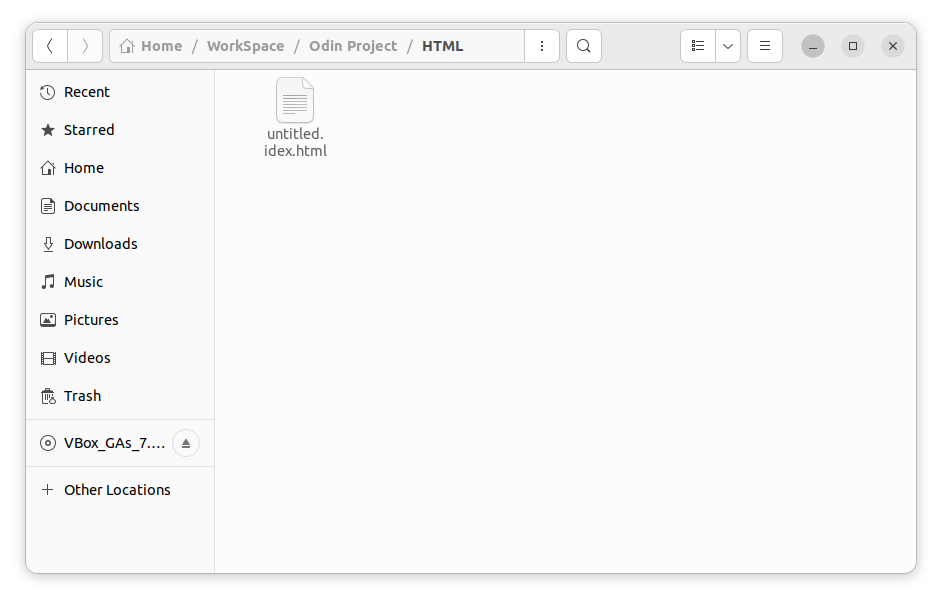 Home / WorkSpace / Odin Project / HTML
Recent
Starred
Home
Documents
Downloads
Music
Pictures
Videos
Trash
VBox_GAs_7....
Other Locations
untitled.
idex.html